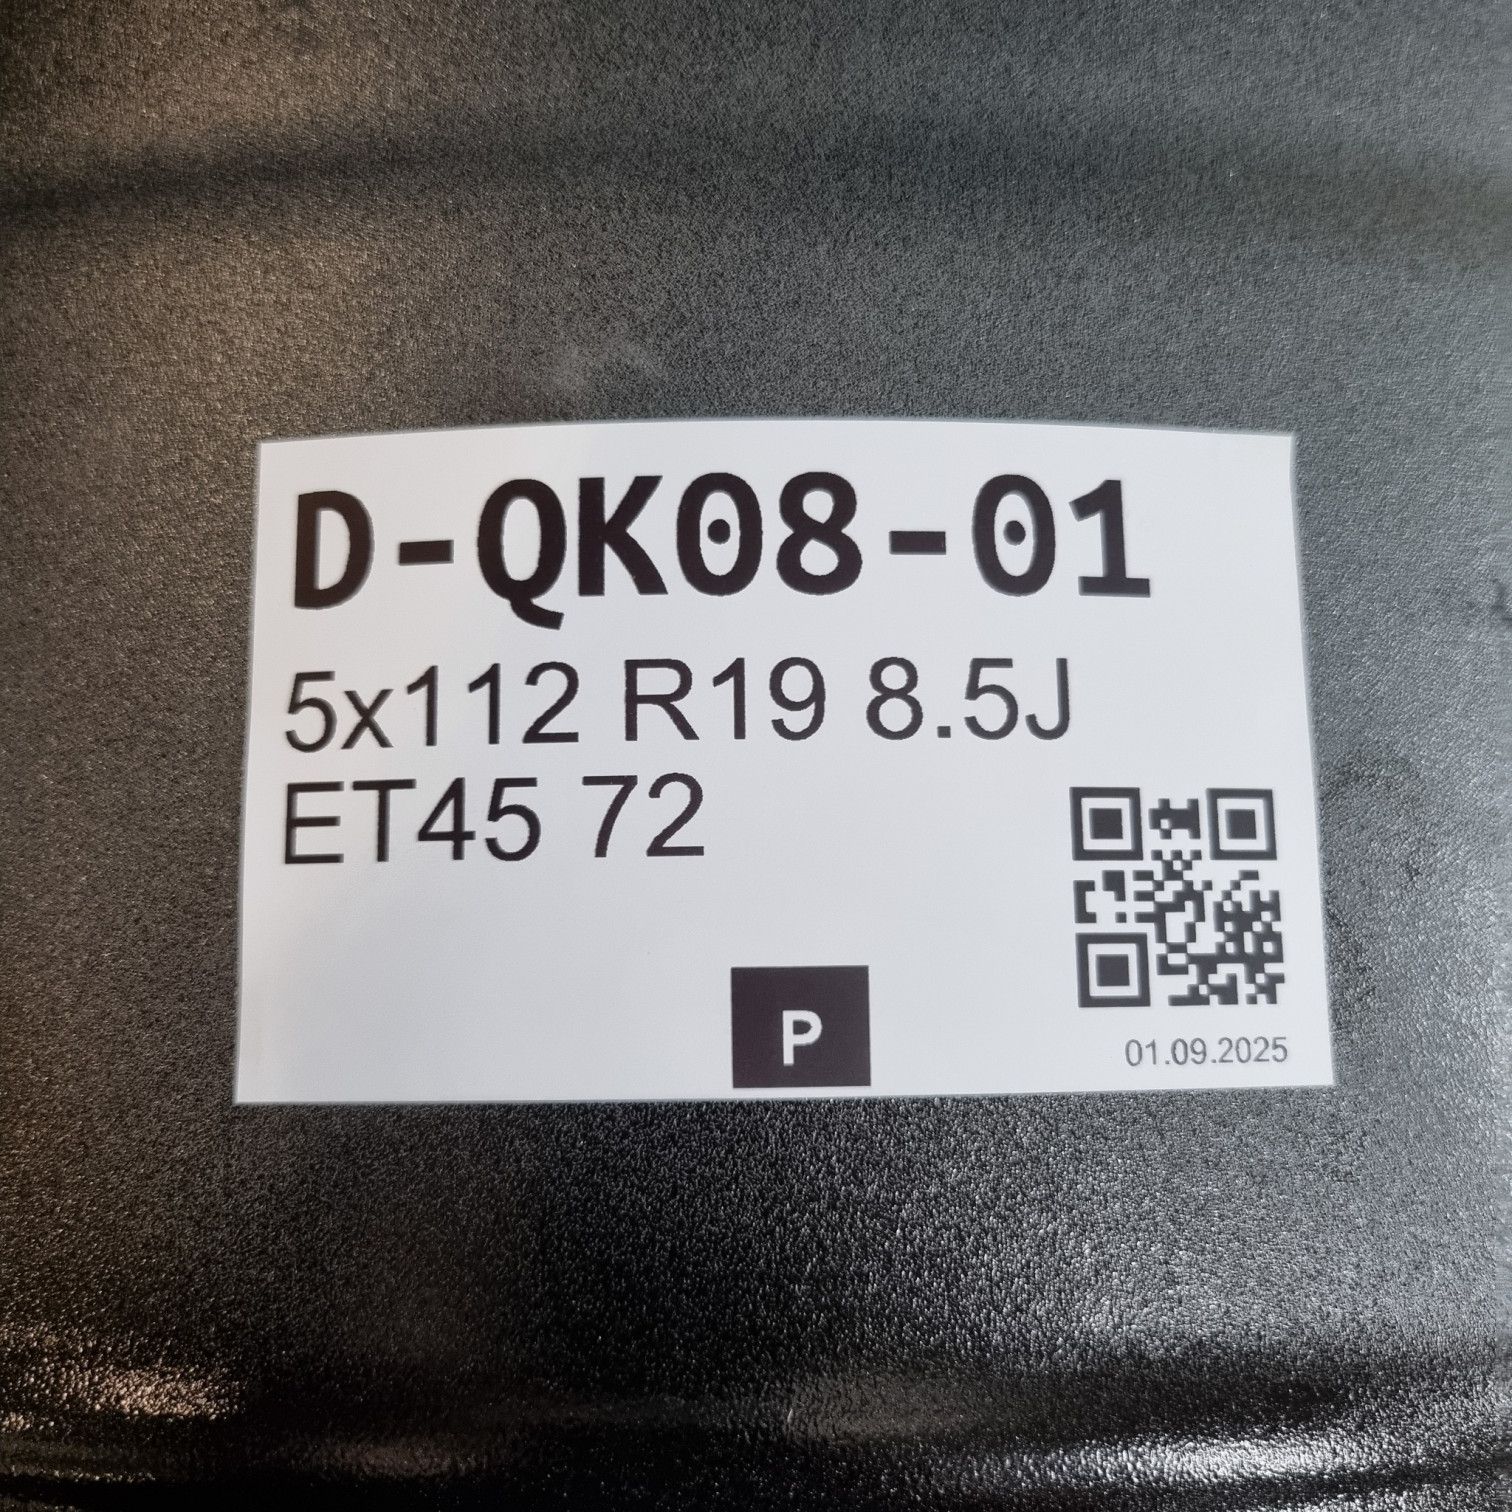 D-QK08-01
5x112 R19 8.5J
ET45 72
P
01.09.2025